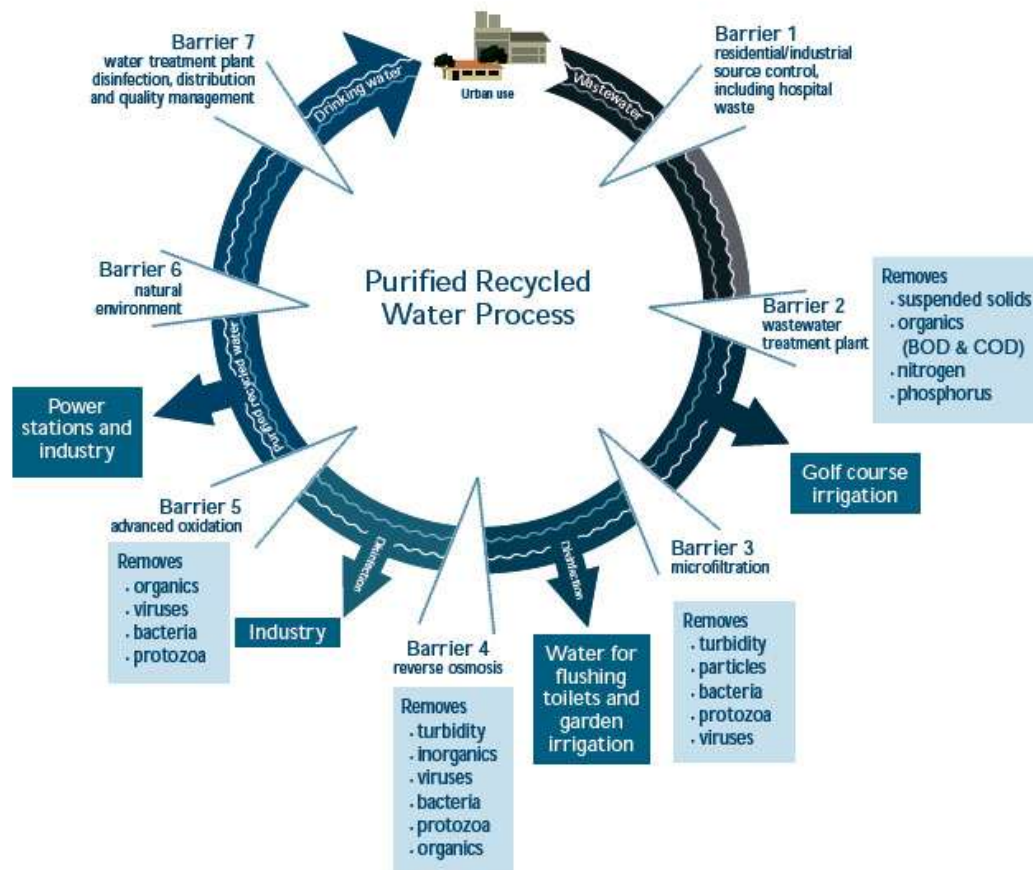 Purified Recycled
Water Process
Urban use
Wastewater
Barrier 1
residential/industrial
source control,
including hospital
waste
Barrier 2
wastewater
treatment plant
Removes
. suspended solids
. organics
(BOD & COD)
. nitrogen
. phosphorus
Golf course
irrigation
Barrier 3
microfiltration
Removes
. turbidity
. particles
. bacteria
. protozoa
. viruses
Disinfection
Water for
flushing
toilets and
garden
irrigation
Barrier 4
reverse osmosis
Removes
. turbidity
. inorganics
. viruses
. bacteria
. protozoa
. organics
Disinfection
Industry
Barrier 5
advanced oxidation
Removes
. organics
. viruses
. bacteria
. protozoa
Purified recycled water
Power
stations and
industry
Barrier 6
natural
environment
Barrier 7
water treatment plant
disinfection, distribution
and quality management
Drinking water